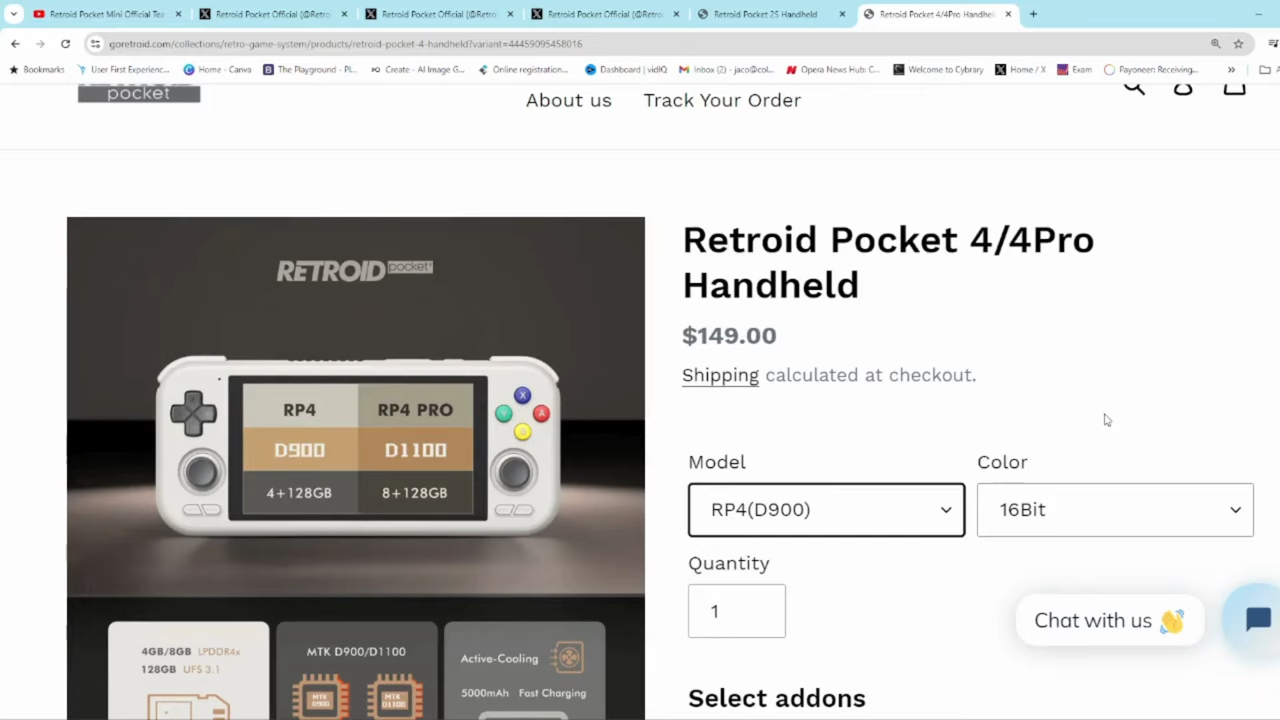 Retroid Pocket Mini Official Tea
Retroid Pocket Official (@Retro
Retroid Pocket Official (@Retro
Retroid Pocket Official (@Retro
Retroid Pocket 2S Handheld
Retroid Pocket 4/4Pro Handhel
goretroid.com/collections/retro-game-system/products/retroid-pocket-4-handheld?variant=44459095458016
Bookmarks
User First Experienc...
Home - Canva
The Playground - Pl...
Create - AI Image G...
Online registration...
Dashboard | vidIQ
Inbox (2) - jaco@col...
Opera News Hub: C...
Welcome to Cybrary
Home / X
Exam
Payoneer: Receiving...
pocket
About us
Track Your Order
RETROID pocket
RP4
RP4 PRO
D900
D1100
4+128GB
8+128GB
X
Y
A
4GB/8GB LPDDR4x
128GB UFS 3.1
MTK D900/D1100
MTK
D900
MTK
D1100
Active-Cooling
5000mAh Fast Charging
Retroid Pocket 4/4Pro
Handheld
$149.00
Shipping calculated at checkout.
Model
Color
RP4(D900)
16Bit
Quantity
1
Chat with us 👋
Select addons